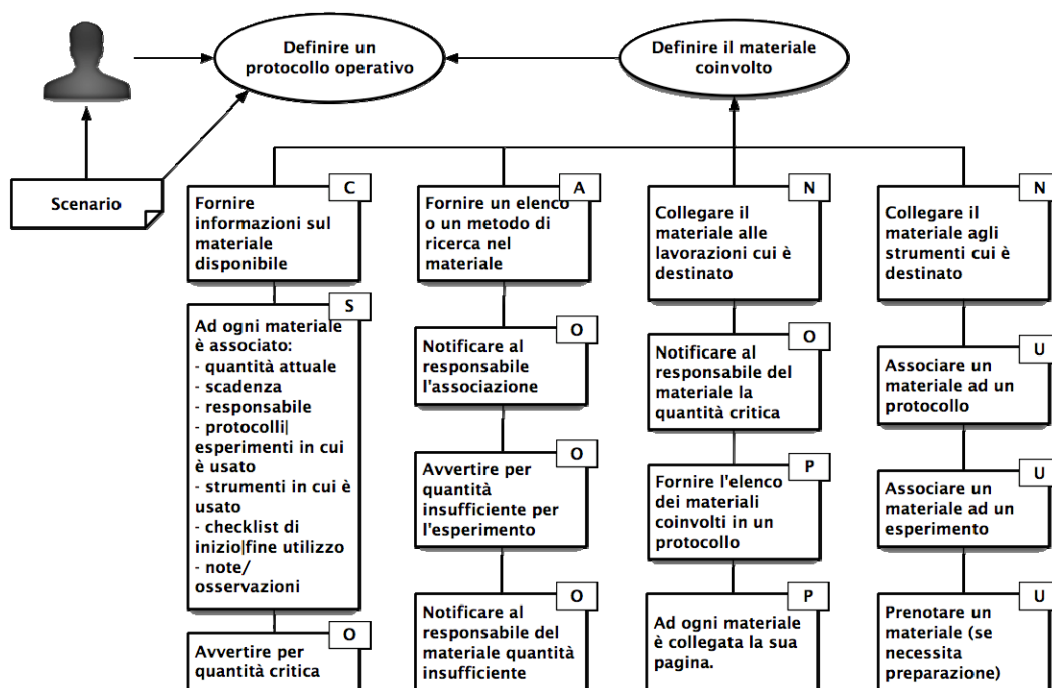 Definire un
protocollo operativo
Definire il materiale
coinvolto
Scenario
C
Fornire
informazioni sul
materiale
disponibile
S
Ad ogni materiale
è associato:
- quantità attuale
- scadenza
- responsabile
- protocolli|
esperimenti in cui
è usato
- strumenti in cui è
usato
- checklist di
inizio|fine utilizzo
- note/
osservazioni
O
Avvertire per
quantità critica
A
Fornire un elenco
o un metodo di
ricerca nel
materiale
O
Notificare al
responsabile
l'associazione
O
Avvertire per
quantità
insufficiente per
l'esperimento
O
Notificare al
responsabile del
materiale quantità
insufficiente
N
Collegare il
materiale alle
lavorazioni cui è
destinato
O
Notificare al
responsabile del
materiale la
quantità critica
P
Fornire l'elenco
dei materiali
coinvolti in un
protocollo
P
Ad ogni materiale
è collegata la sua
pagina.
N
Collegare il
materiale agli
strumenti cui è
destinato
U
Associare un
materiale ad un
protocollo
U
Associare un
materiale ad un
esperimento
U
Prenotare un
materiale (se
necessita
preparazione)